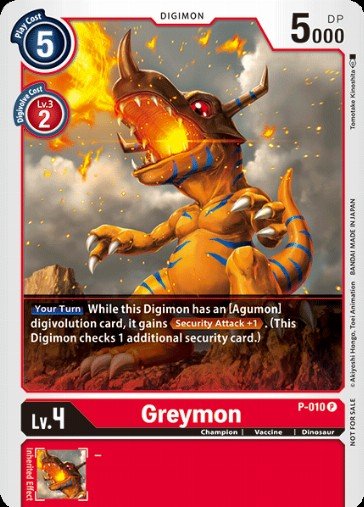 Play Cost
5
DIGIMON
DP
5000
Digivolve Cost
Lv.3
2
Tomotake Kinoshita
© Akiyoshi Hongo, Toei Animation BANDAI MADE IN JAPAN
NOT FOR SALE
Your Turn While this Digimon has an [Agumon]
digivolution card, it gains Security Attack +1 . (This
Digimon checks 1 additional security card.)
P-010 P
Lv.4
Greymon
Champion | Vaccine | Dinosaur
Inherited Effect
–